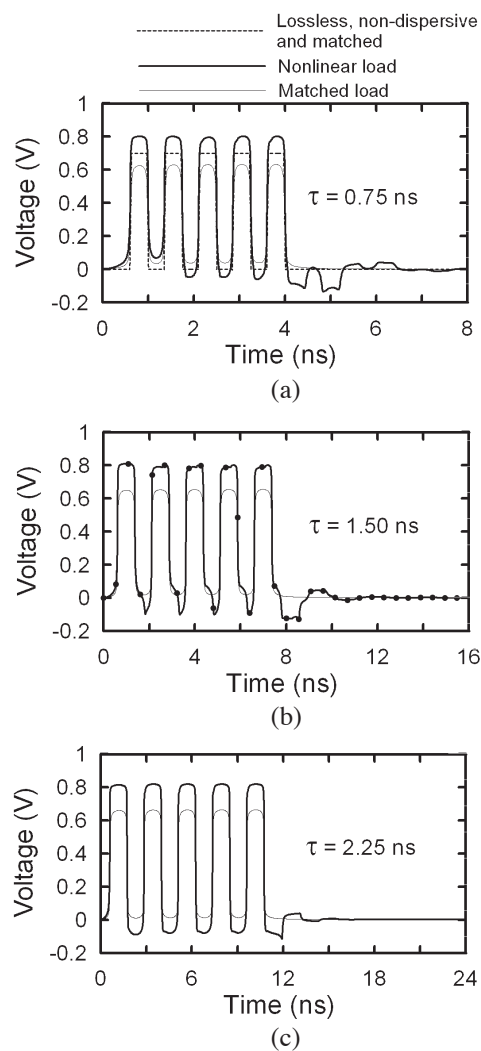 Lossless, non-dispersive
and matched
Nonlinear load
Matched load
1
0.8
0.6
0.4
0.2
0
-0.2
Voltage (V)
τ = 0.75 ns
0 2 4 6 8
Time (ns)
(a)
1
0.8
0.6
0.4
0.2
0
-0.2
Voltage (V)
τ = 1.50 ns
0 4 8 12 16
Time (ns)
(b)
1
0.8
0.6
0.4
0.2
0
-0.2
Voltage (V)
τ = 2.25 ns
0 6 12 18 24
Time (ns)
(c)